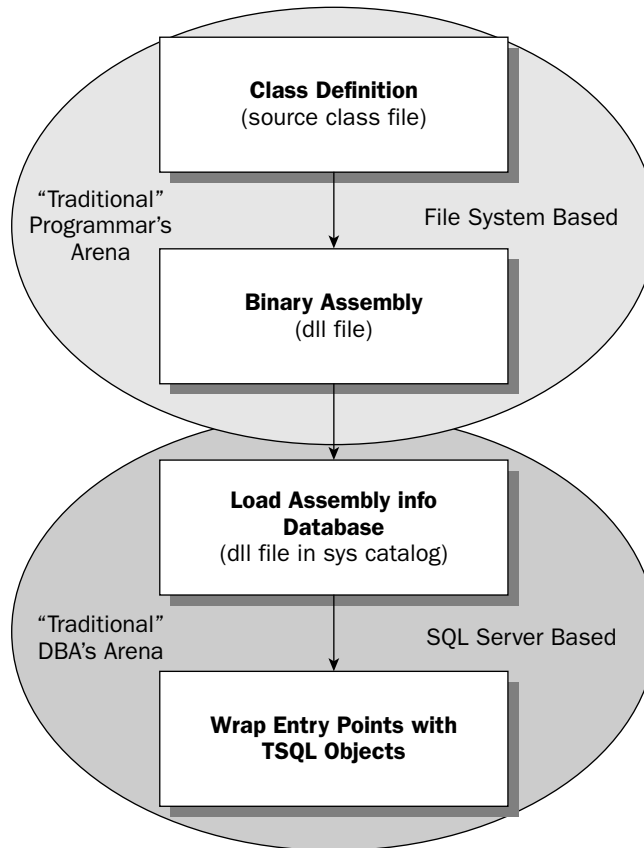 Class Definition
(source class file)
“Traditional”
Programmar’s
Arena
File System Based
Binary Assembly
(dll file)
Load Assembly info
Database
(dll file in sys catalog)
“Traditional”
DBA’s Arena
SQL Server Based
Wrap Entry Points with
TSQL Objects